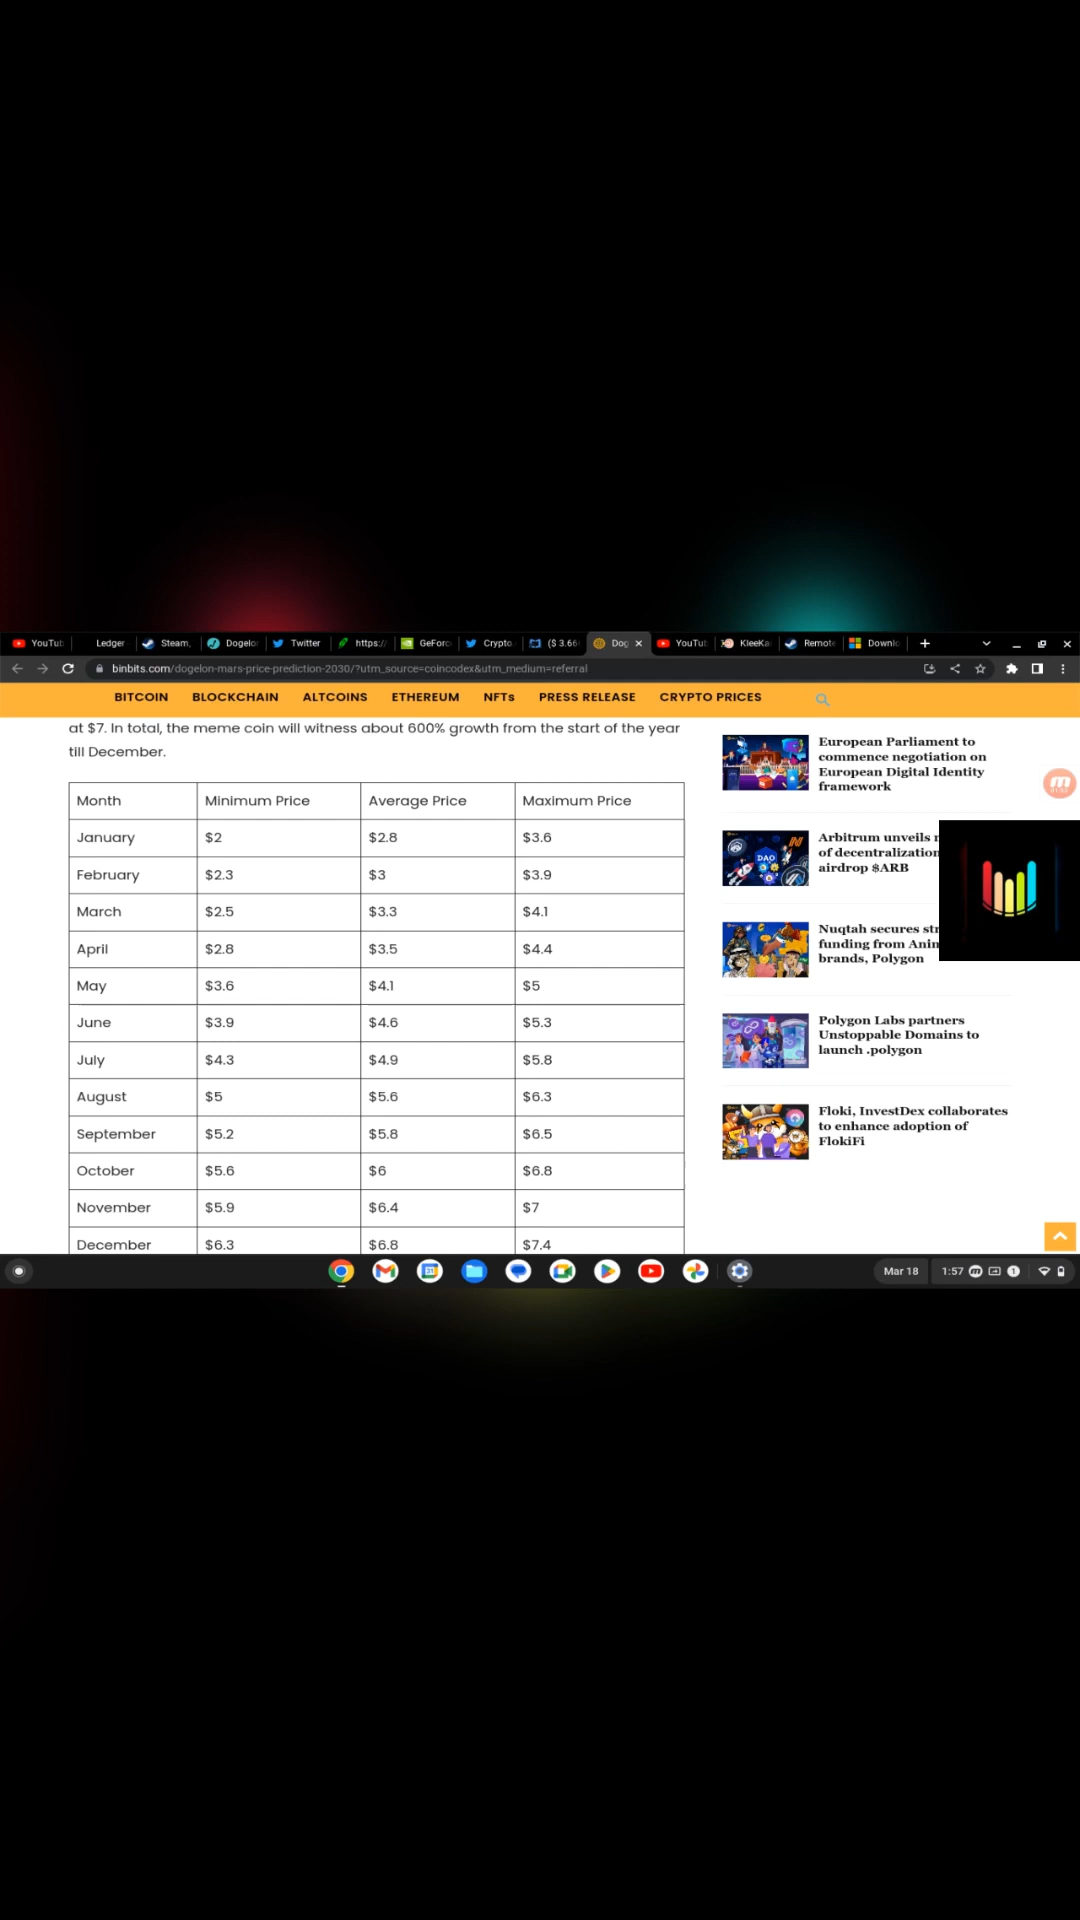 YouTub
Ledger
Steam,
Dogelo
Twitter
https:/
GeForc
Crypto
($ 3.66
Dog
YouTub
KleeKa
Remot
Downlo
binbits.com/dogelon-mars-price-prediction-2030/?utm_source=coincodex&utm_medium=referral
BITCOIN BLOCKCHAIN ALTCOINS ETHEREUM NFTs PRESS RELEASE CRYPTO PRICES
at $7. In total, the meme coin will witness about 600% growth from the start of the year
till December.
Month Minimum Price Average Price Maximum Price
January $2 $2.8 $3.6
February $2.3 $3 $3.9
March $2.5 $3.3 $4.1
April $2.8 $3.5 $4.4
May $3.6 $4.1 $5
June $3.9 $4.6 $5.3
July $4.3 $4.9 $5.8
August $5 $5.6 $6.3
September $5.2 $5.8 $6.5
October $5.6 $6 $6.8
November $5.9 $6.4 $7
December $6.3 $6.8 $7.4
European Parliament to
commence negotiation on
European Digital Identity
framework
Arbitrum unveils
of decentralization
airdrop $ARB
DAO
Nuqtah secures str
funding from Anim
brands, Polygon
Polygon Labs partners
Unstoppable Domains to
launch .polygon
Floki, InvestDex collaborates
to enhance adoption of
FlokiFi
Mar 18 1:57 1